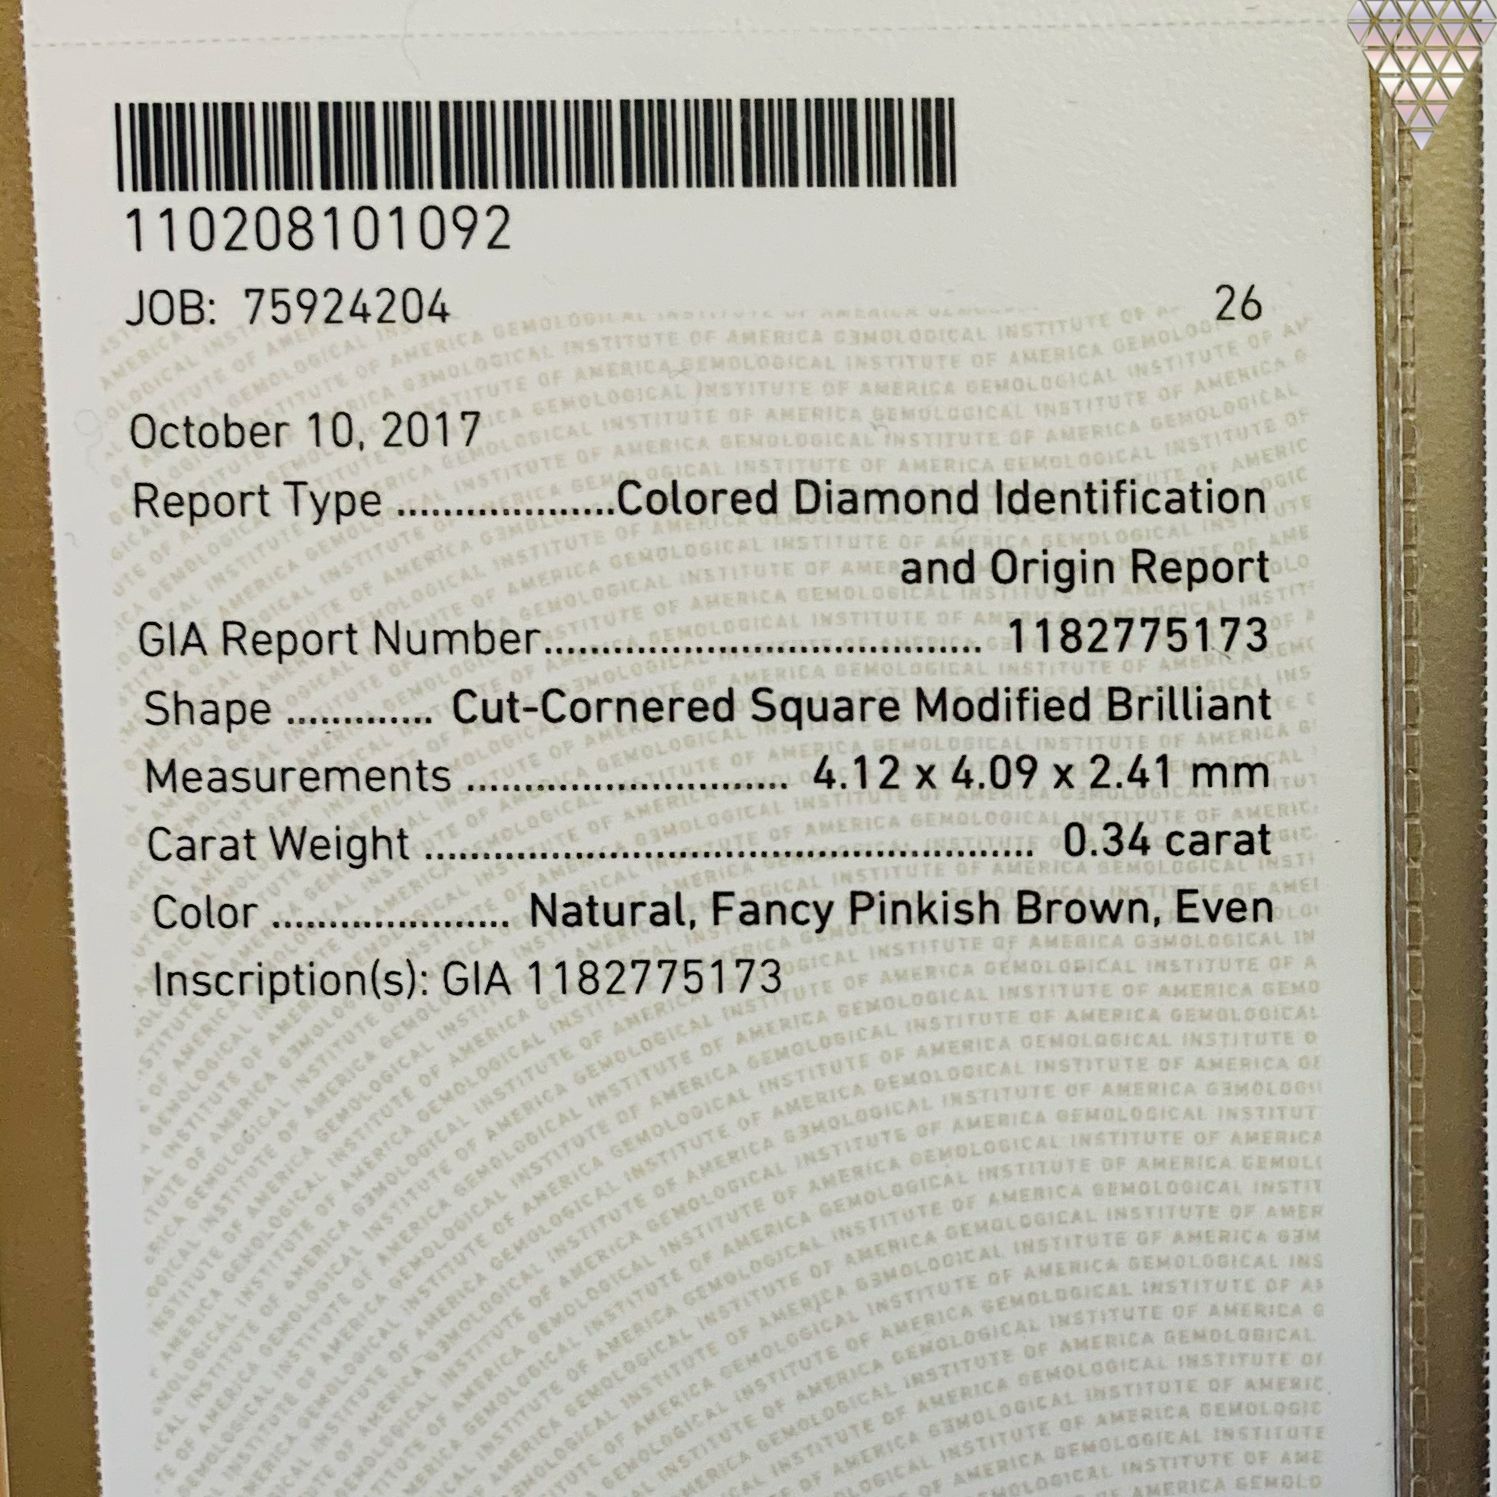 110208101092
JOB: 75924204 26
October 10, 2017
Report Type ...................Colored Diamond Identification
and Origin Report
GIA Report Number...................................... 1182775173
Shape ............. Cut-Cornered Square Modified Brilliant
Measurements ............................ 4.12 x 4.09 x 2.41 mm
Carat Weight ..................................................... 0.34 carat
Color ..................... Natural, Fancy Pinkish Brown, Even
Inscription(s): GIA 1182775173